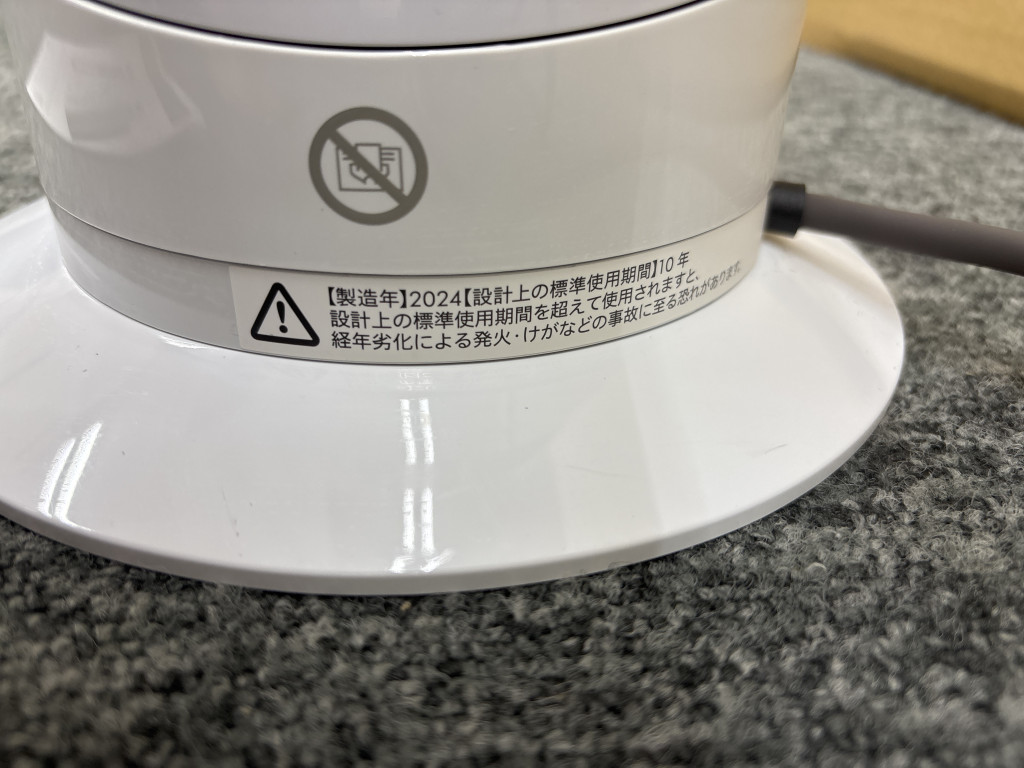 【製造年】2024【設計上の標準使用期間】10年
設計上の標準使用期間を超えて使用されますと、
経年劣化による発火・けがなどの事故に至る恐れがあります。